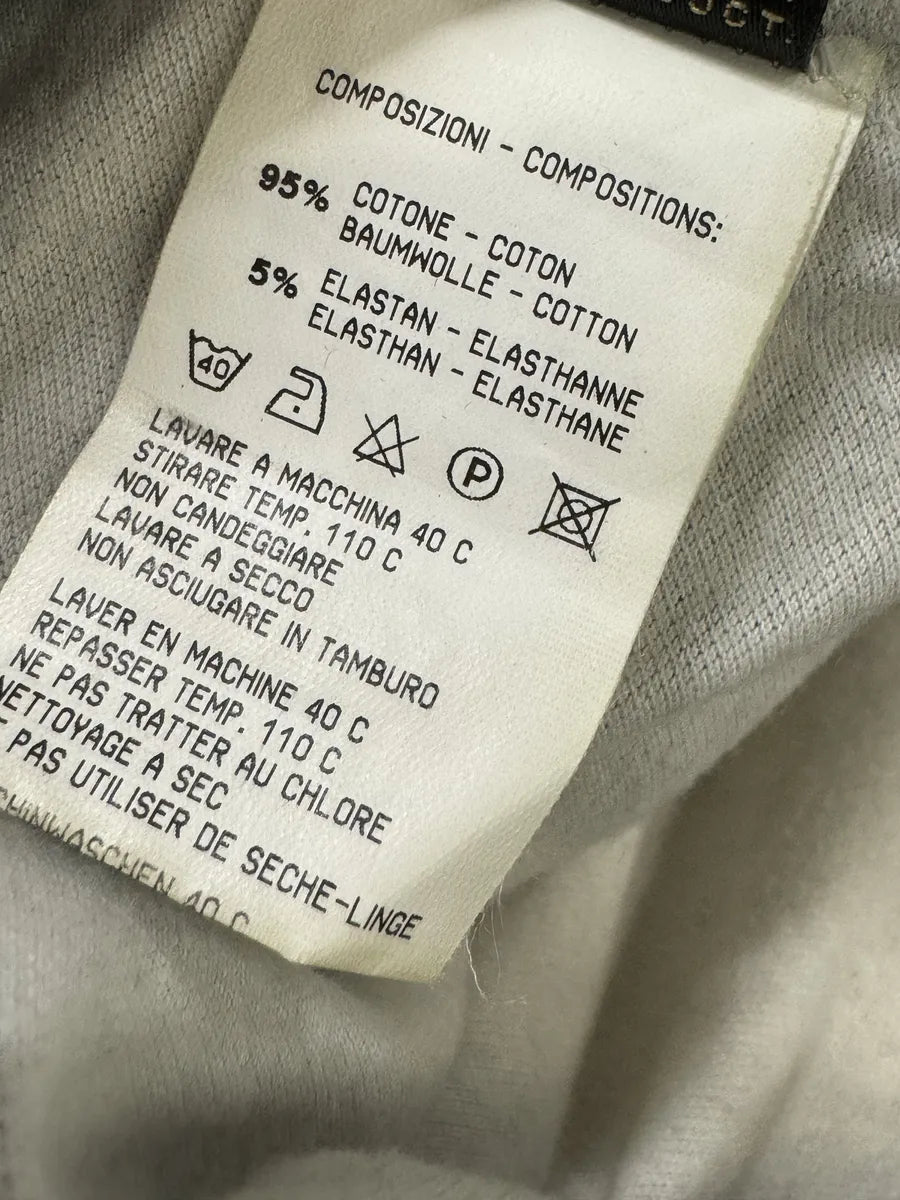 COMPOSIZIONI - COMPOSITIONS:
95% COTONE - COTON
BAUMWOLLE - COTTON
5% ELASTAN - ELASTHANNE
ELASTHAN - ELASTHANE
40
P
LAVARE A MACCHINA 40 C
STIRARE TEMP. 110 C
NON CANDEGGIARE
LAVARE A SECCO
NON ASCIUGARE IN TAMBURO
LAVER EN MACHINE 40 C
REPASSER TEMP. 110 C
NE PAS TRATTER AU CHLORE
NETTOYAGE A SEC
PAS UTILISER DE SECHE-LINGE
40 C